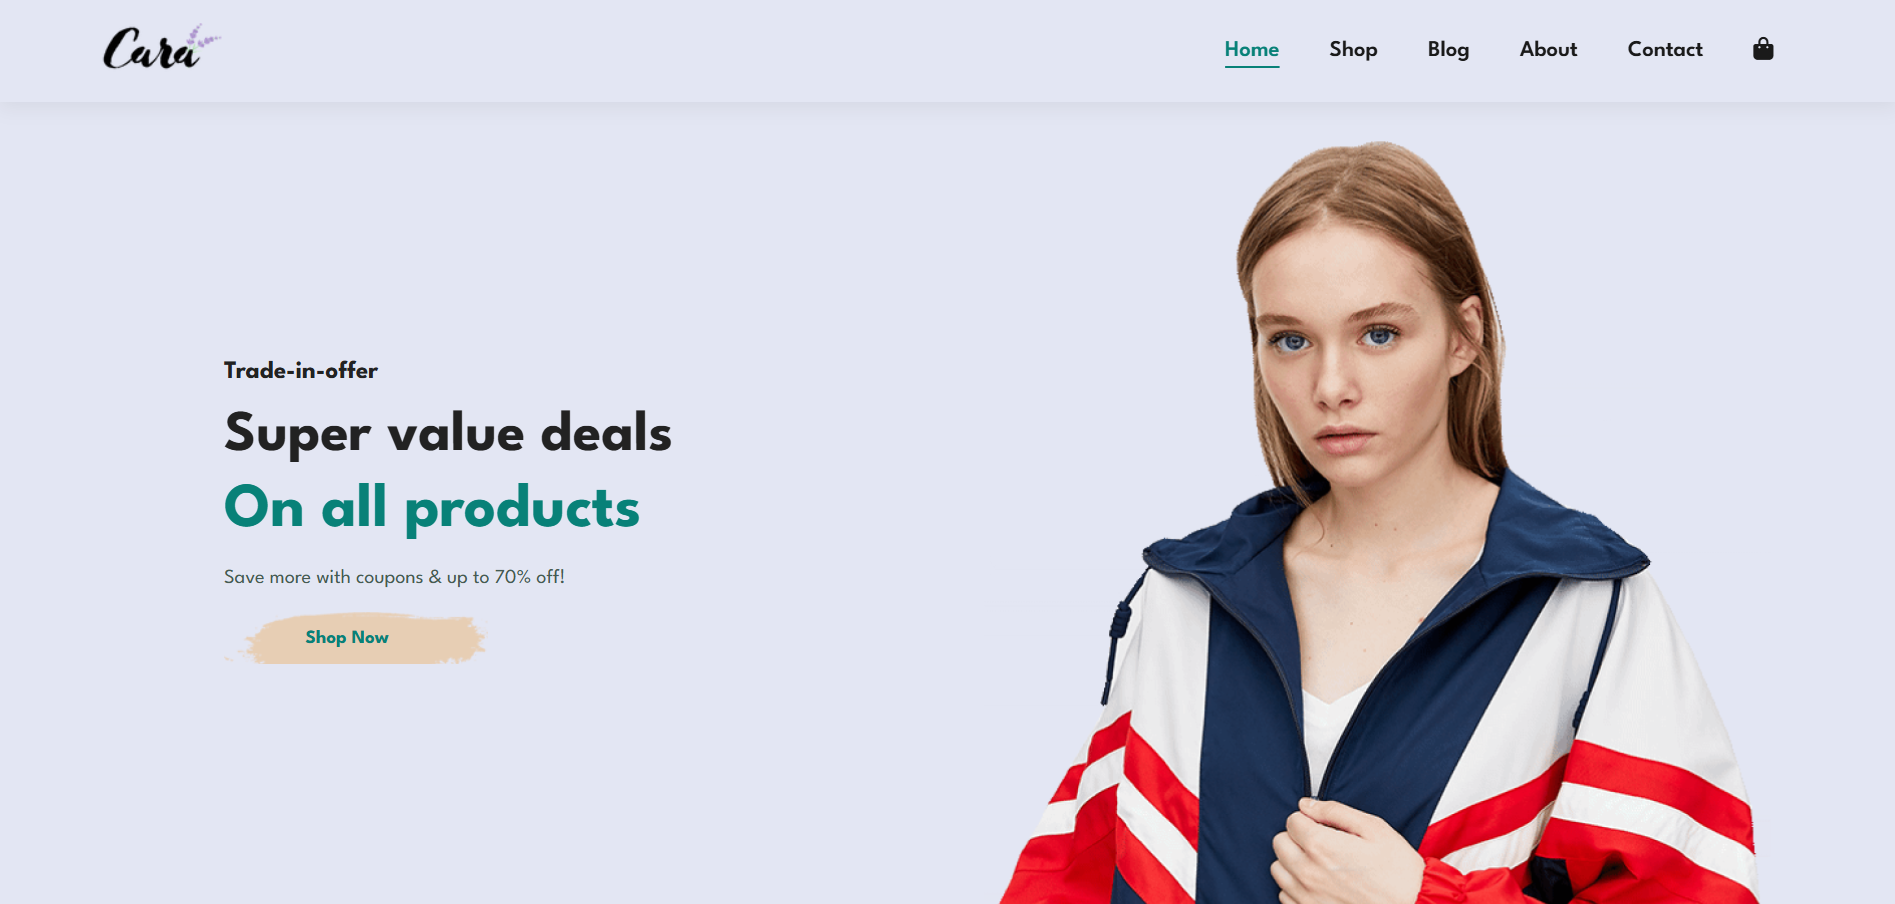 Cara
Home Shop Blog About Contact
Trade-in-offer
Super value deals
On all products
Save more with coupons & up to 70% off!
Shop Now